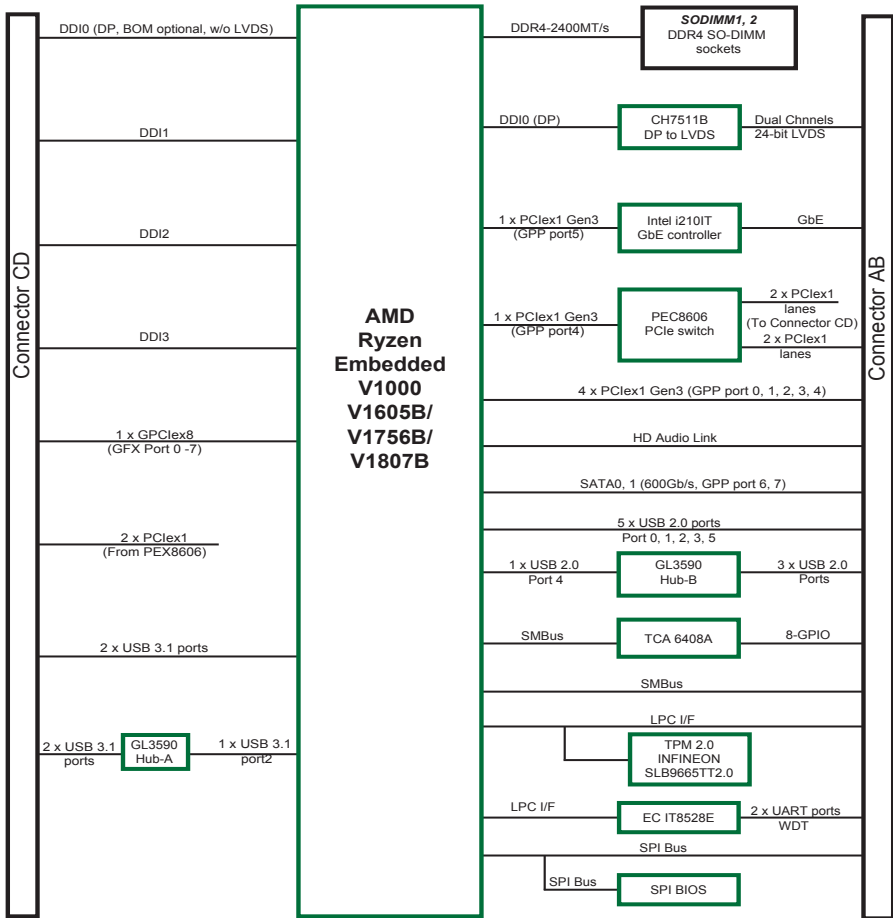 Connector CD
DDI0 (DP, BOM optional, w/o LVDS)
DDI1
DDI2
DDI3
1 x GPCIex8
(GFX Port 0 -7)
2 x PCIex1
(From PEX8606)
2 x USB 3.1 ports
2 x USB 3.1
ports
GL3590
Hub-A
1 x USB 3.1
port2
AMD
Ryzen
Embedded
V1000
V1605B/
V1756B/
V1807B
DDR4-2400MT/s
SODIMM1, 2
DDR4 SO-DIMM
sockets
DDI0 (DP)
CH7511B
DP to LVDS
Dual Chnnels
24-bit LVDS
1 x PCIex1 Gen3
(GPP port5)
Intel i210IT
GbE controller
GbE
1 x PCIex1 Gen3
(GPP port4)
PEC8606
PCIe switch
2 x PCIex1
lanes
(To Connector CD)
2 x PCIex1
lanes
4 x PCIex1 Gen3 (GPP port 0, 1, 2, 3, 4)
HD Audio Link
SATA0, 1 (600Gb/s, GPP port 6, 7)
5 x USB 2.0 ports
Port 0, 1, 2, 3, 5
1 x USB 2.0
Port 4
GL3590
Hub-B
3 x USB 2.0
Ports
SMBus
TCA 6408A
8-GPIO
SMBus
LPC I/F
TPM 2.0
INFINEON
SLB9665TT2.0
LPC I/F
EC IT8528E
2 x UART ports
WDT
SPI Bus
SPI Bus
SPI BIOS
Connector AB